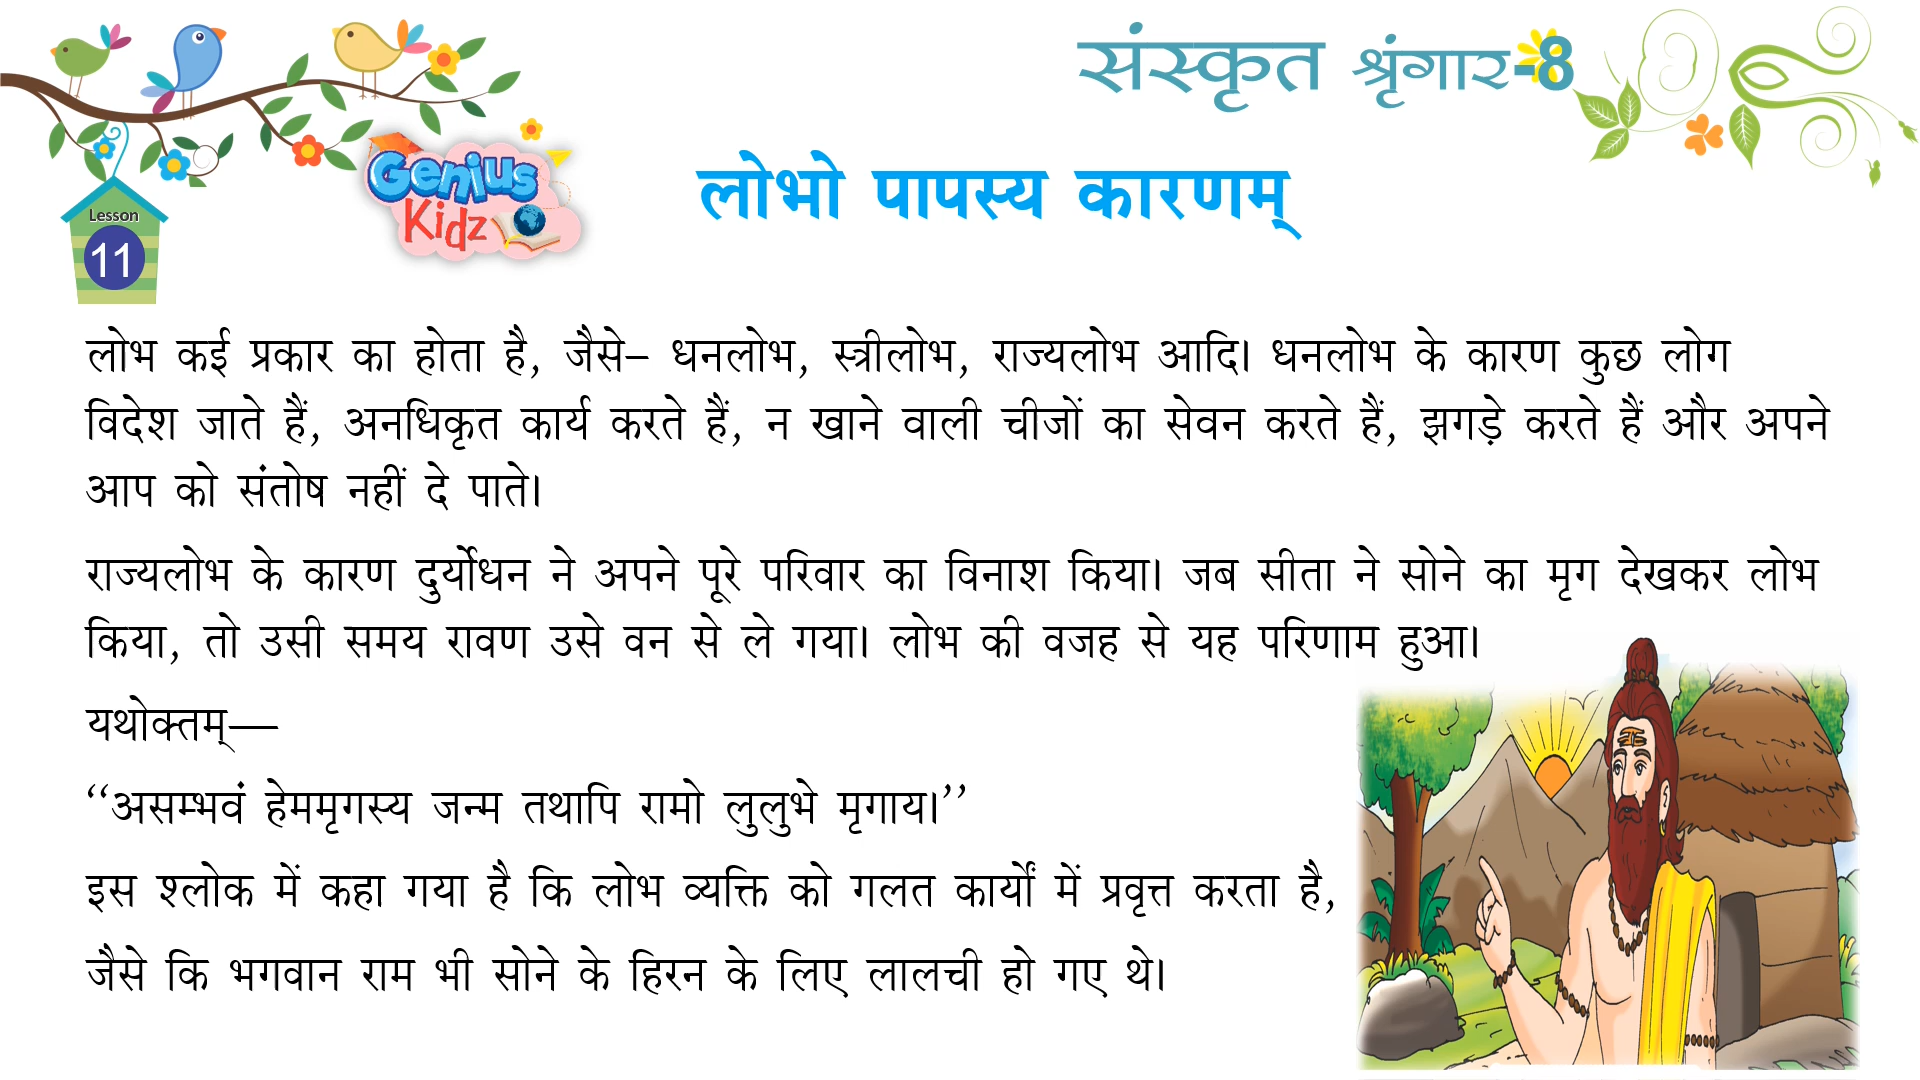 संस्कृत श्रृंगार-8
Genius
Kidz
लोभो पापस्य कारणम्
Lesson
11
लोभ कई प्रकार का होता है, जैसे– धनलोभ, स्त्रीलोभ, राज्यलोभ आदि। धनलोभ के कारण कुछ लोग
विदेश जाते हैं, अनधिकृत कार्य करते हैं, न खाने वाली चीजों का सेवन करते हैं, झगड़े करते हैं और अपने
आप को संतोष नहीं दे पाते।
राज्यलोभ के कारण दुर्योधन ने अपने पूरे परिवार का विनाश किया। जब सीता ने सोने का मृग देखकर लोभ
किया, तो उसी समय रावण उसे वन से ले गया। लोभ की वजह से यह परिणाम हुआ।
यथोक्तम्—
‘‘असम्भवं हेममृगस्य जन्म तथापि रामो लुलुभे मृगाय।’’
इस श्लोक में कहा गया है कि लोभ व्यक्ति को गलत कार्यों में प्रवृत्त करता है,
जैसे कि भगवान राम भी सोने के हिरन के लिए लालची हो गए थे।